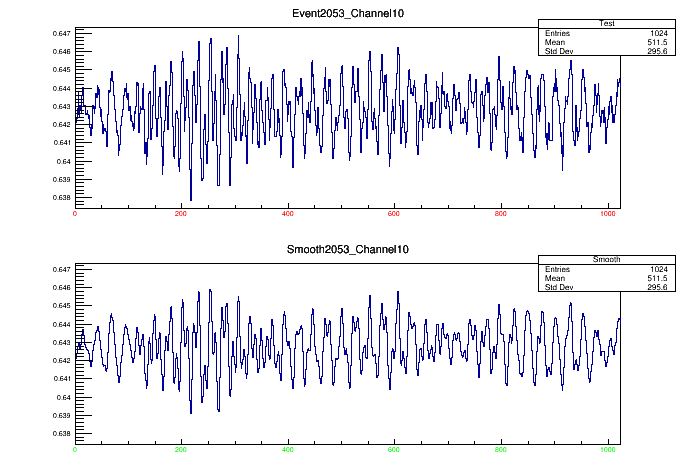 Event2053_Channel10
Test
Entries 1024
Mean 511.5
Std Dev 295.6
0.647
0.646
0.645
0.644
0.643
0.642
0.641
0.64
0.639
0.638
0 200 400 600 800 1000
Smooth2053_Channel10
Smooth
Entries 1024
Mean 511.5
Std Dev 295.6
0.647
0.646
0.645
0.644
0.643
0.642
0.641
0.64
0.639
0.638
0 200 400 600 800 1000